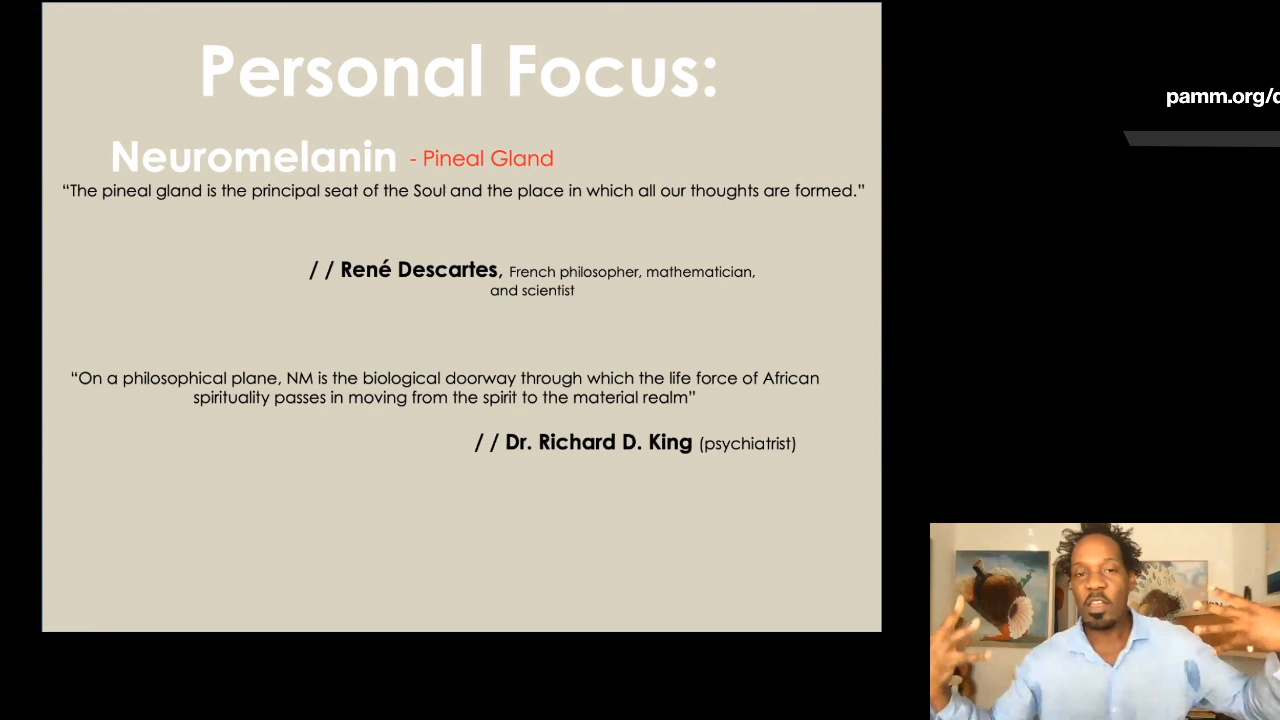 Personal Focus:
Neuromelanin - Pineal Gland
“The pineal gland is the principal seat of the Soul and the place in which all our thoughts are formed.”
/ / René Descartes, French philosopher, mathematician,
and scientist
“On a philosophical plane, NM is the biological doorway through which the life force of African
spirituality passes in moving from the spirit to the material realm”
/ / Dr. Richard D. King (psychiatrist)
pamm.org/